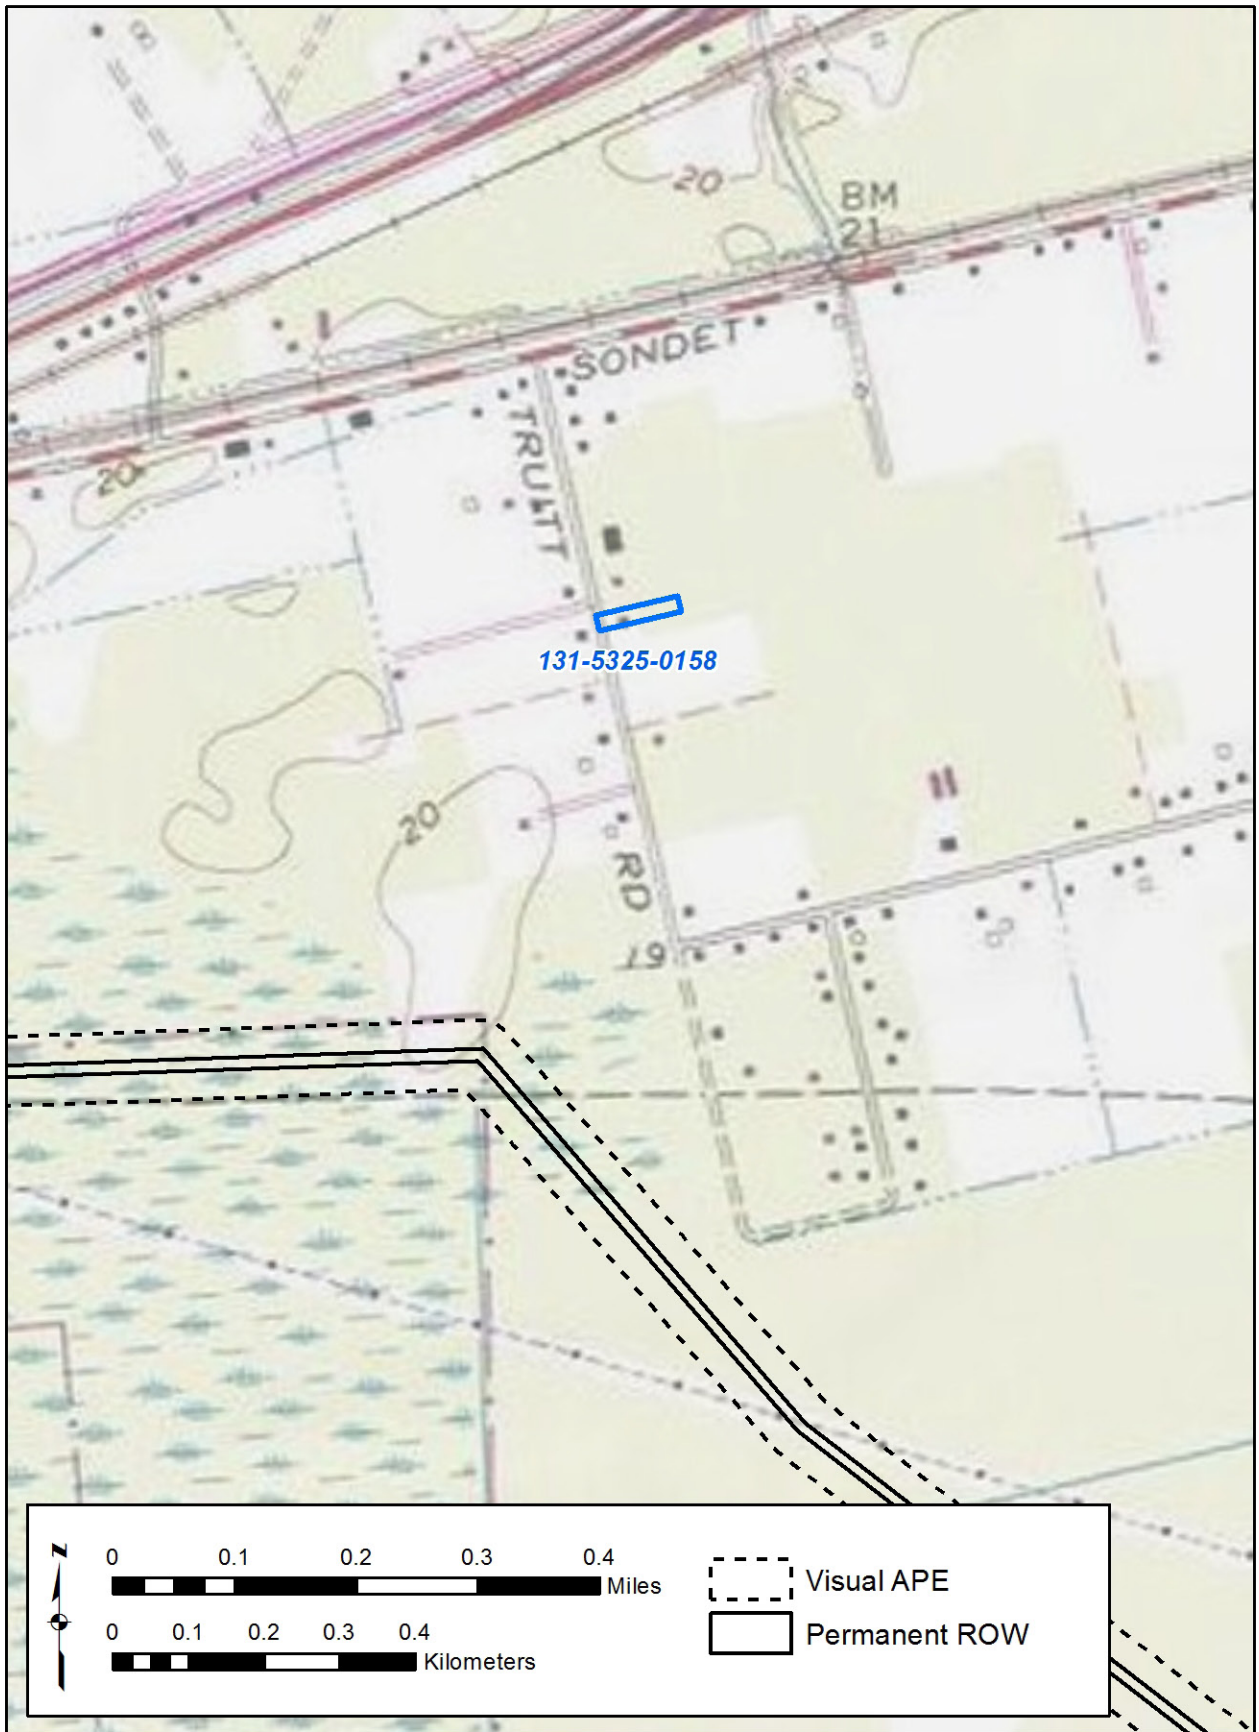 20
BM
21
SONDET
TRUITT
20
131-5325-0158
20
RD
19
N
0 0.1 0.2 0.3 0.4
Miles
0 0.1 0.2 0.3 0.4
Kilometers
Visual APE
Permanent ROW